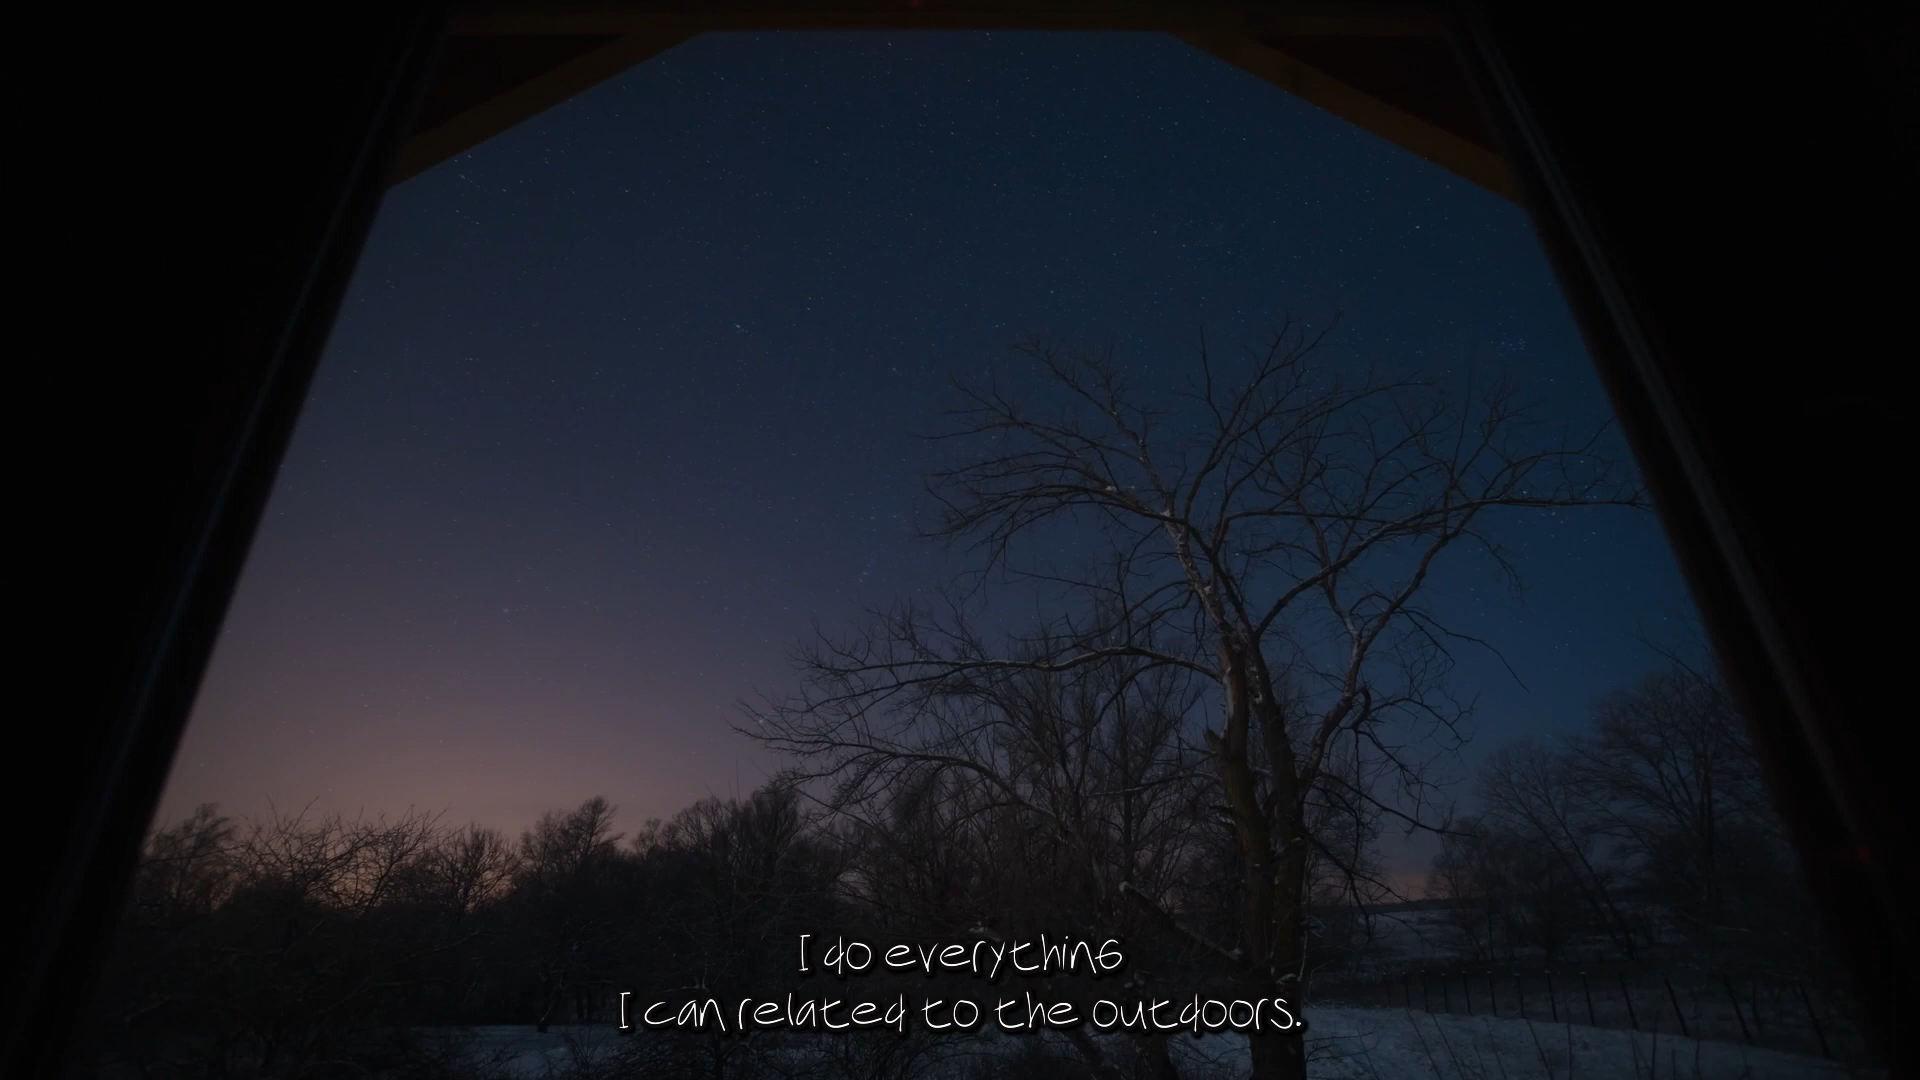 I do everything
I can related to the outdoors.